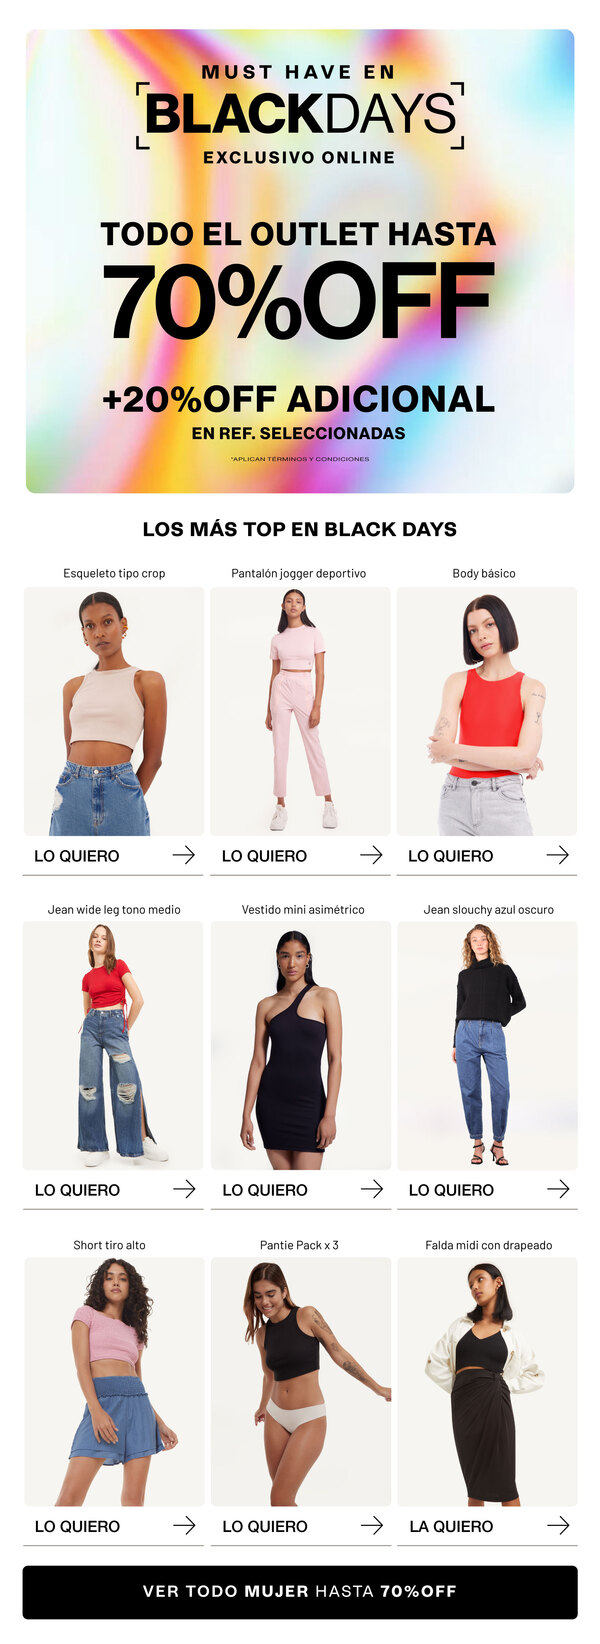 MUST HAVE EN
BLACKDAYS
EXCLUSIVO ONLINE
TODO EL OUTLET HASTA
70%OFF
+20%OFF ADICIONAL
EN REF. SELECCIONADAS
*APLICAN TÉRMINOS Y CONDICIONES
LOS MÁS TOP EN BLACK DAYS
Esqueleto tipo crop
Pantalón jogger deportivo
Body básico
LO QUIERO
LO QUIERO
LO QUIERO
Jean wide leg tono medio
Vestido mini asimétrico
Jean slouchy azul oscuro
LO QUIERO
LO QUIERO
LO QUIERO
Short tiro alto
Pantie Pack x 3
Falda midi con drapeado
LO QUIERO
LO QUIERO
LA QUIERO
VER TODO MUJER HASTA 70%OFF